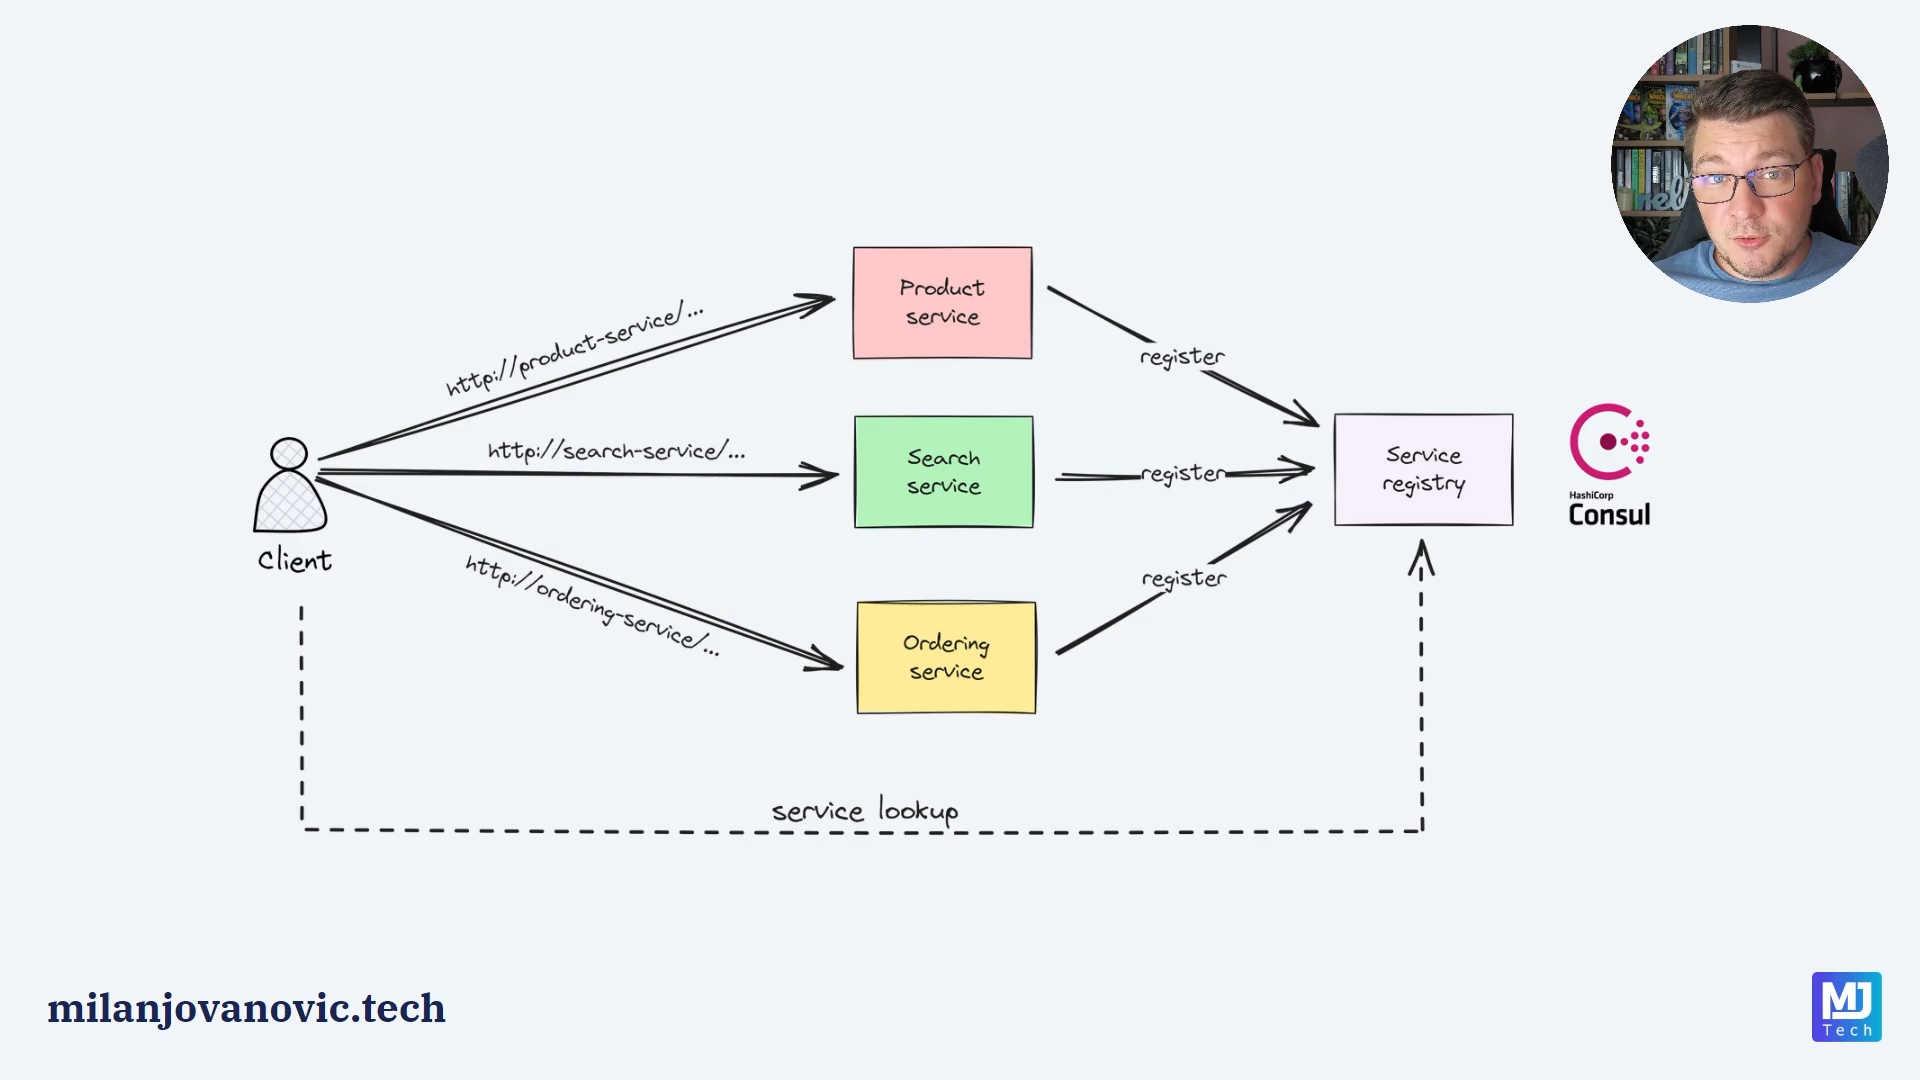 Product
service
http://product-service/...
register
http://search-service/...
Search
service
register
Service
registry
HashiCorp
Consul
Client
http://ordering-service/...
register
Ordering
service
service lookup
milanjovanovic.tech
MJ
Tech